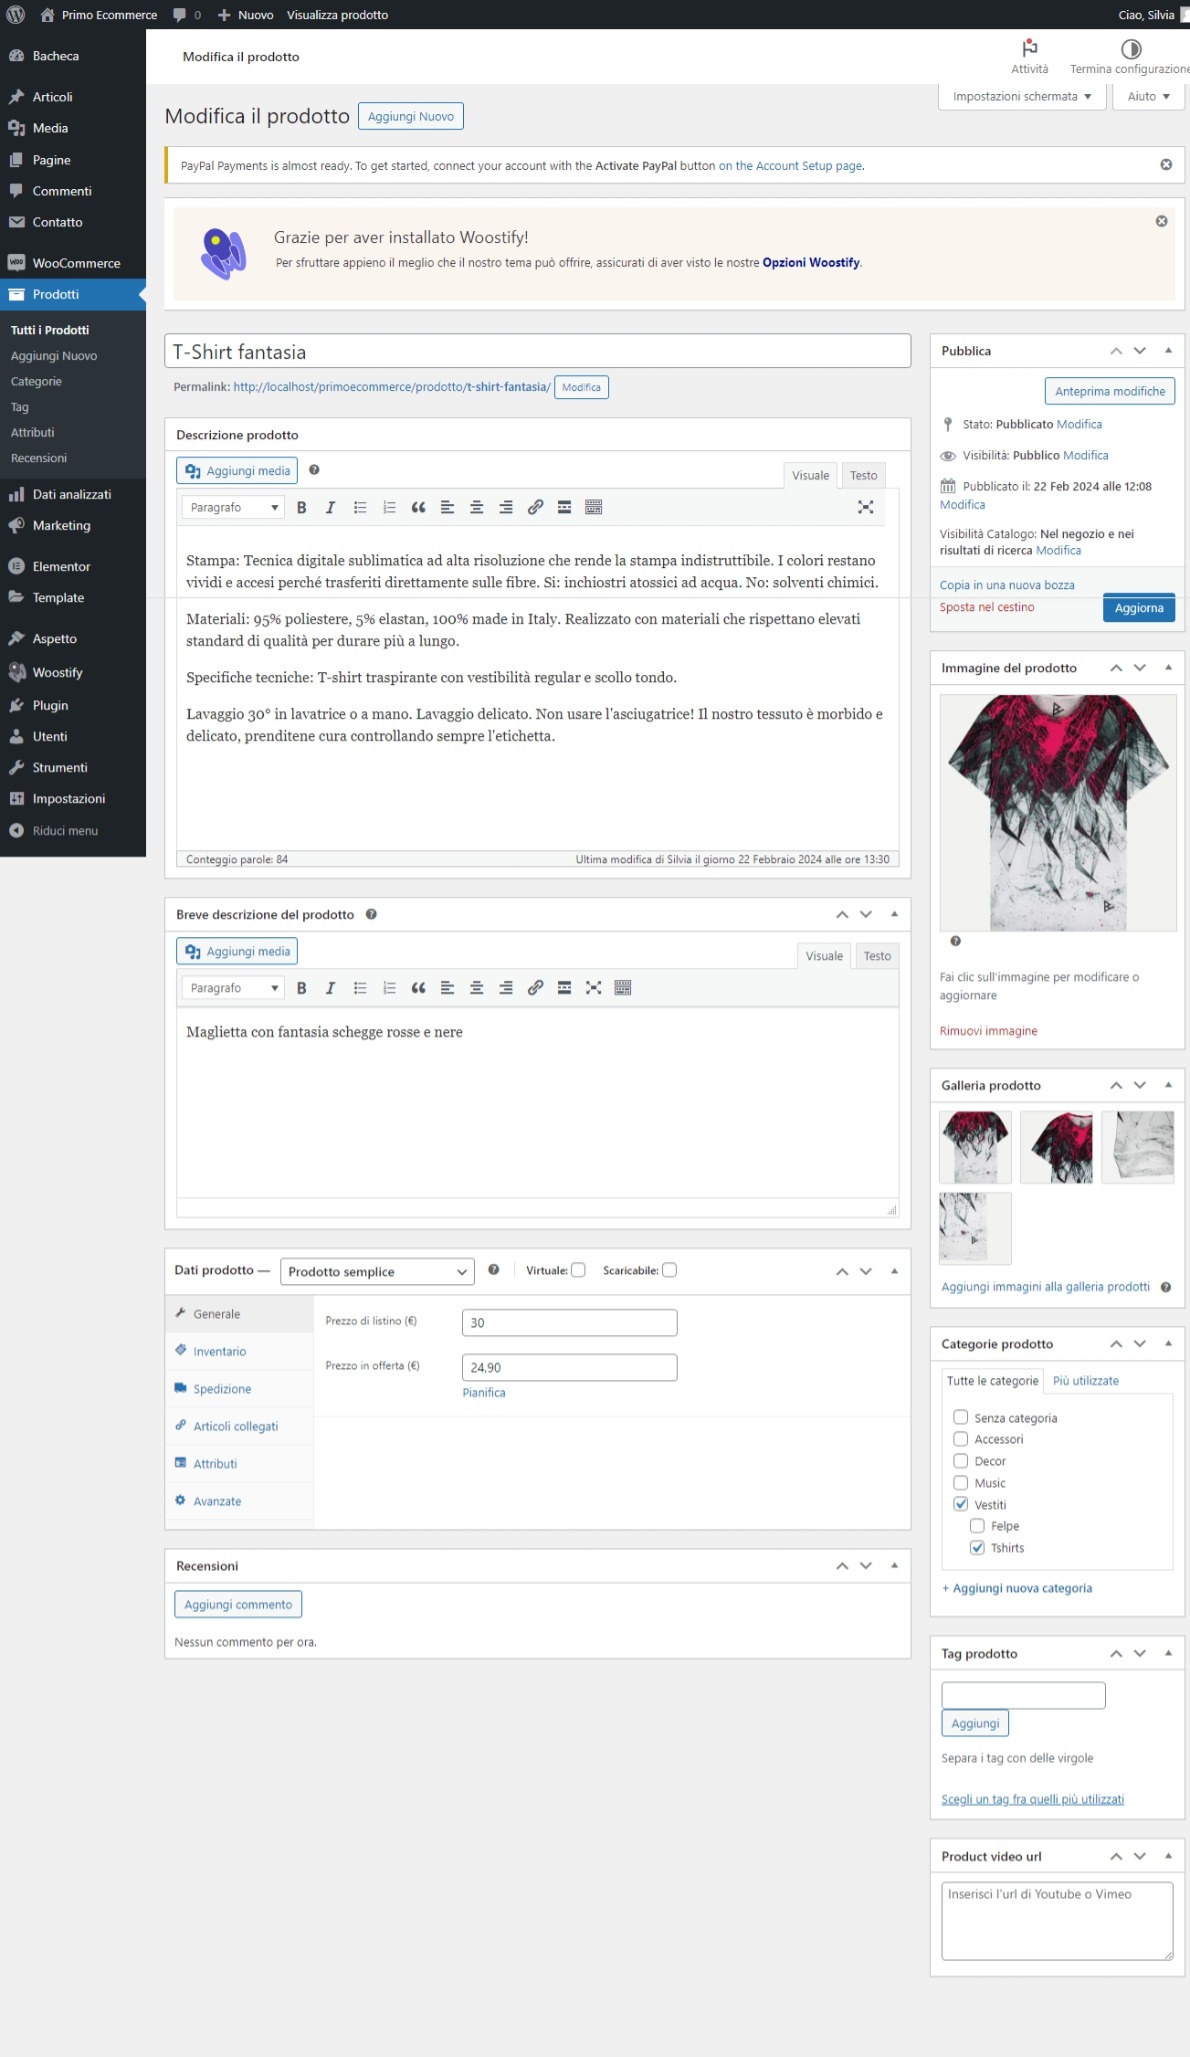 Primo Ecommerce 0 Nuovo Visualizza prodotto Ciao, Silvia
Bacheca
Articoli
Media
Pagine
Commenti
Contatto
WooCommerce
Prodotti
Tutti i Prodotti
Aggiungi Nuovo
Categorie
Tag
Attributi
Recensioni
Dati analizzati
Marketing
Elementor
Template
Aspetto
Woostify
Plugin
Utenti
Strumenti
Impostazioni
Riduci menu
Modifica il prodotto
Attività Termina configurazione
Impostazioni schermata Aiuto
Modifica il prodotto Aggiungi Nuovo
PayPal Payments is almost ready. To get started, connect your account with the Activate PayPal button on the Account Setup page.
Grazie per aver installato Woostify!
Per sfruttare appieno il meglio che il nostro tema può offrire, assicurati di aver visto le nostre Opzioni Woostify.
T-Shirt fantasia
Permalink: http://localhost/primoecommerce/prodotto/t-shirt-fantasia/ Modifica
Descrizione prodotto
Aggiungi media
Visuale Testo
Paragrafo
Stampa: Tecnica digitale sublimatica ad alta risoluzione che rende la stampa indistruttibile. I colori restano
vividi e accesi perché trasferiti direttamente sulle fibre. Si: inchiostri atossici ad acqua. No: solventi chimici.
Materiali: 95% poliestere, 5% elastan, 100% made in Italy. Realizzato con materiali che rispettano elevati
standard di qualità per durare più a lungo.
Specifiche tecniche: T-shirt traspirante con vestibilità regular e scollo tondo.
Lavaggio 30° in lavatrice o a mano. Lavaggio delicato. Non usare l'asciugatrice! Il nostro tessuto è morbido e
delicato, prenditene cura controllando sempre l'etichetta.
Conteggio parole: 84 Ultima modifica di Silvia il giorno 22 Febbraio 2024 alle ore 13:30
Breve descrizione del prodotto
Aggiungi media
Visuale Testo
Paragrafo
Maglietta con fantasia schegge rosse e nere
Dati prodotto — Prodotto semplice Virtuale: Scaricabile:
Generale
Inventario
Spedizione
Articoli collegati
Attributi
Avanzate
Prezzo di listino (€) 30
Prezzo in offerta (€) 24,90
Pianifica
Recensioni
Aggiungi commento
Nessun commento per ora.
Pubblica
Anteprima modifiche
Stato: Pubblicato Modifica
Visibilità: Pubblico Modifica
Pubblicato il: 22 Feb 2024 alle 12:08
Modifica
Visibilità Catalogo: Nel negozio e nei
risultati di ricerca Modifica
Copia in una nuova bozza
Sposta nel cestino Aggiorna
Immagine del prodotto
Fai clic sull'immagine per modificare o
aggiornare
Rimuovi immagine
Galleria prodotto
Aggiungi immagini alla galleria prodotti
Categorie prodotto
Tutte le categorie Più utilizzate
Senza categoria
Accessori
Decor
Music
Vestiti
Felpe
Tshirts
+ Aggiungi nuova categoria
Tag prodotto
Aggiungi
Separa i tag con delle virgole
Scegli un tag fra quelli più utilizzati
Product video url
Inserisci l'url di Youtube o Vimeo